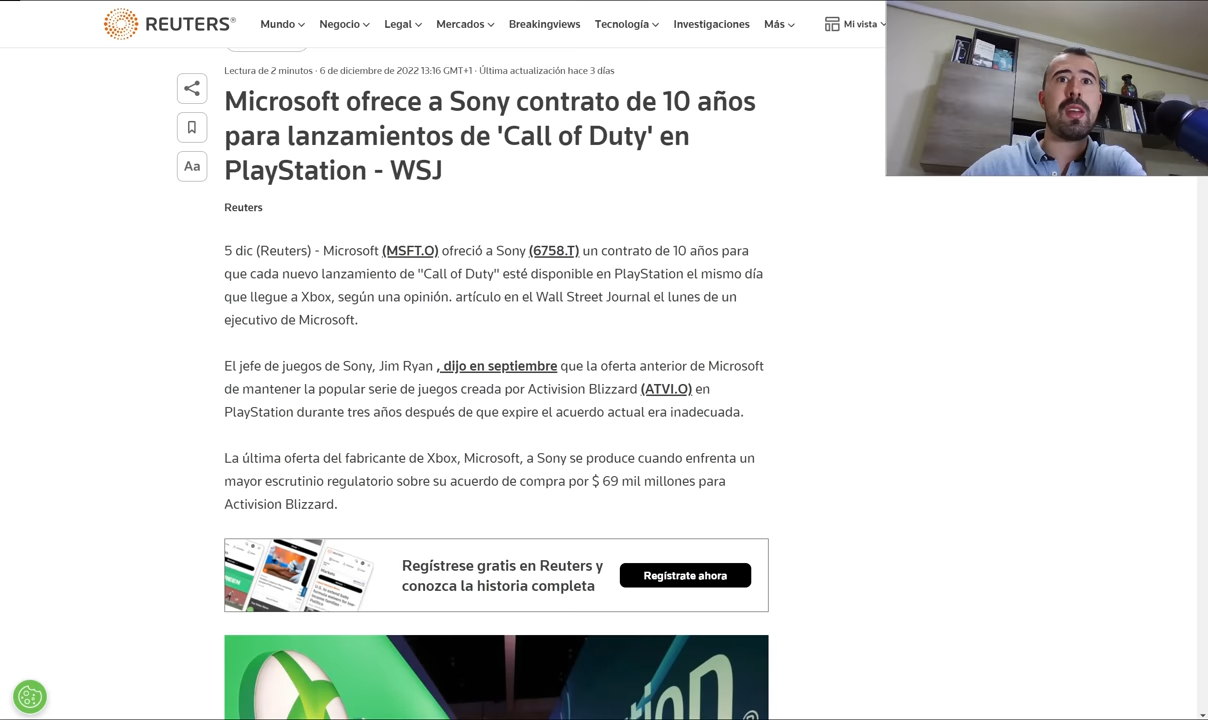 REUTERS®
Mundo Negocio Legal Mercados Breakingviews Tecnología Investigaciones Más Mi vista
Lectura de 2 minutos · 6 de diciembre de 2022 13:16 GMT+1 · Última actualización hace 3 días
Microsoft ofrece a Sony contrato de 10 años
para lanzamientos de 'Call of Duty' en
PlayStation - WSJ
Aa
Reuters
5 dic (Reuters) - Microsoft (MSFT.O) ofreció a Sony (6758.T) un contrato de 10 años para
que cada nuevo lanzamiento de "Call of Duty" esté disponible en PlayStation el mismo día
que llegue a Xbox, según una opinión. artículo en el Wall Street Journal el lunes de un
ejecutivo de Microsoft.
El jefe de juegos de Sony, Jim Ryan , dijo en septiembre que la oferta anterior de Microsoft
de mantener la popular serie de juegos creada por Activision Blizzard (ATVI.O) en
PlayStation durante tres años después de que expire el acuerdo actual era inadecuada.
La última oferta del fabricante de Xbox, Microsoft, a Sony se produce cuando enfrenta un
mayor escrutinio regulatorio sobre su acuerdo de compra por $ 69 mil millones para
Activision Blizzard.
Regístrese gratis en Reuters y
conozca la historia completa
Regístrate ahora